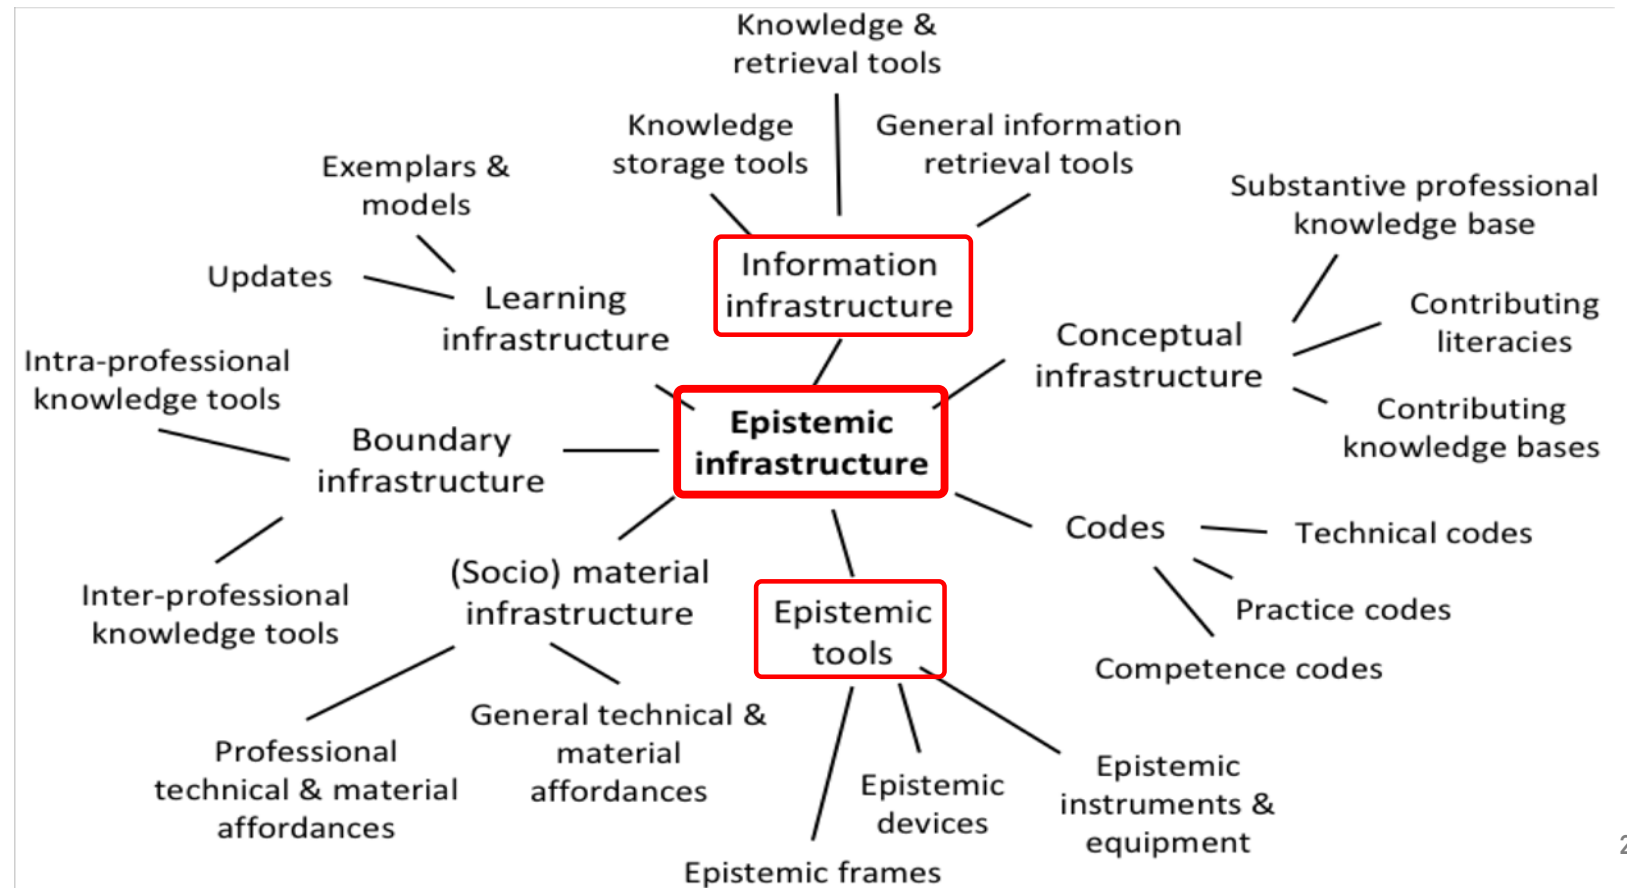 Knowledge &
retrieval tools
Knowledge
storage tools
General information
retrieval tools
Exemplars &
models
Updates
Learning
infrastructure
Information
infrastructure
Substantive professional
knowledge base
Contributing
literacies
Conceptual
infrastructure
Contributing
knowledge bases
Intra-professional
knowledge tools
Boundary
infrastructure
Inter-professional
knowledge tools
Epistemic
infrastructure
Codes
Technical codes
Practice codes
Competence codes
(Socio) material
infrastructure
Professional
technical & material
affordances
General technical &
material
affordances
Epistemic
tools
Epistemic frames
Epistemic
devices
Epistemic
instruments &
equipment
2